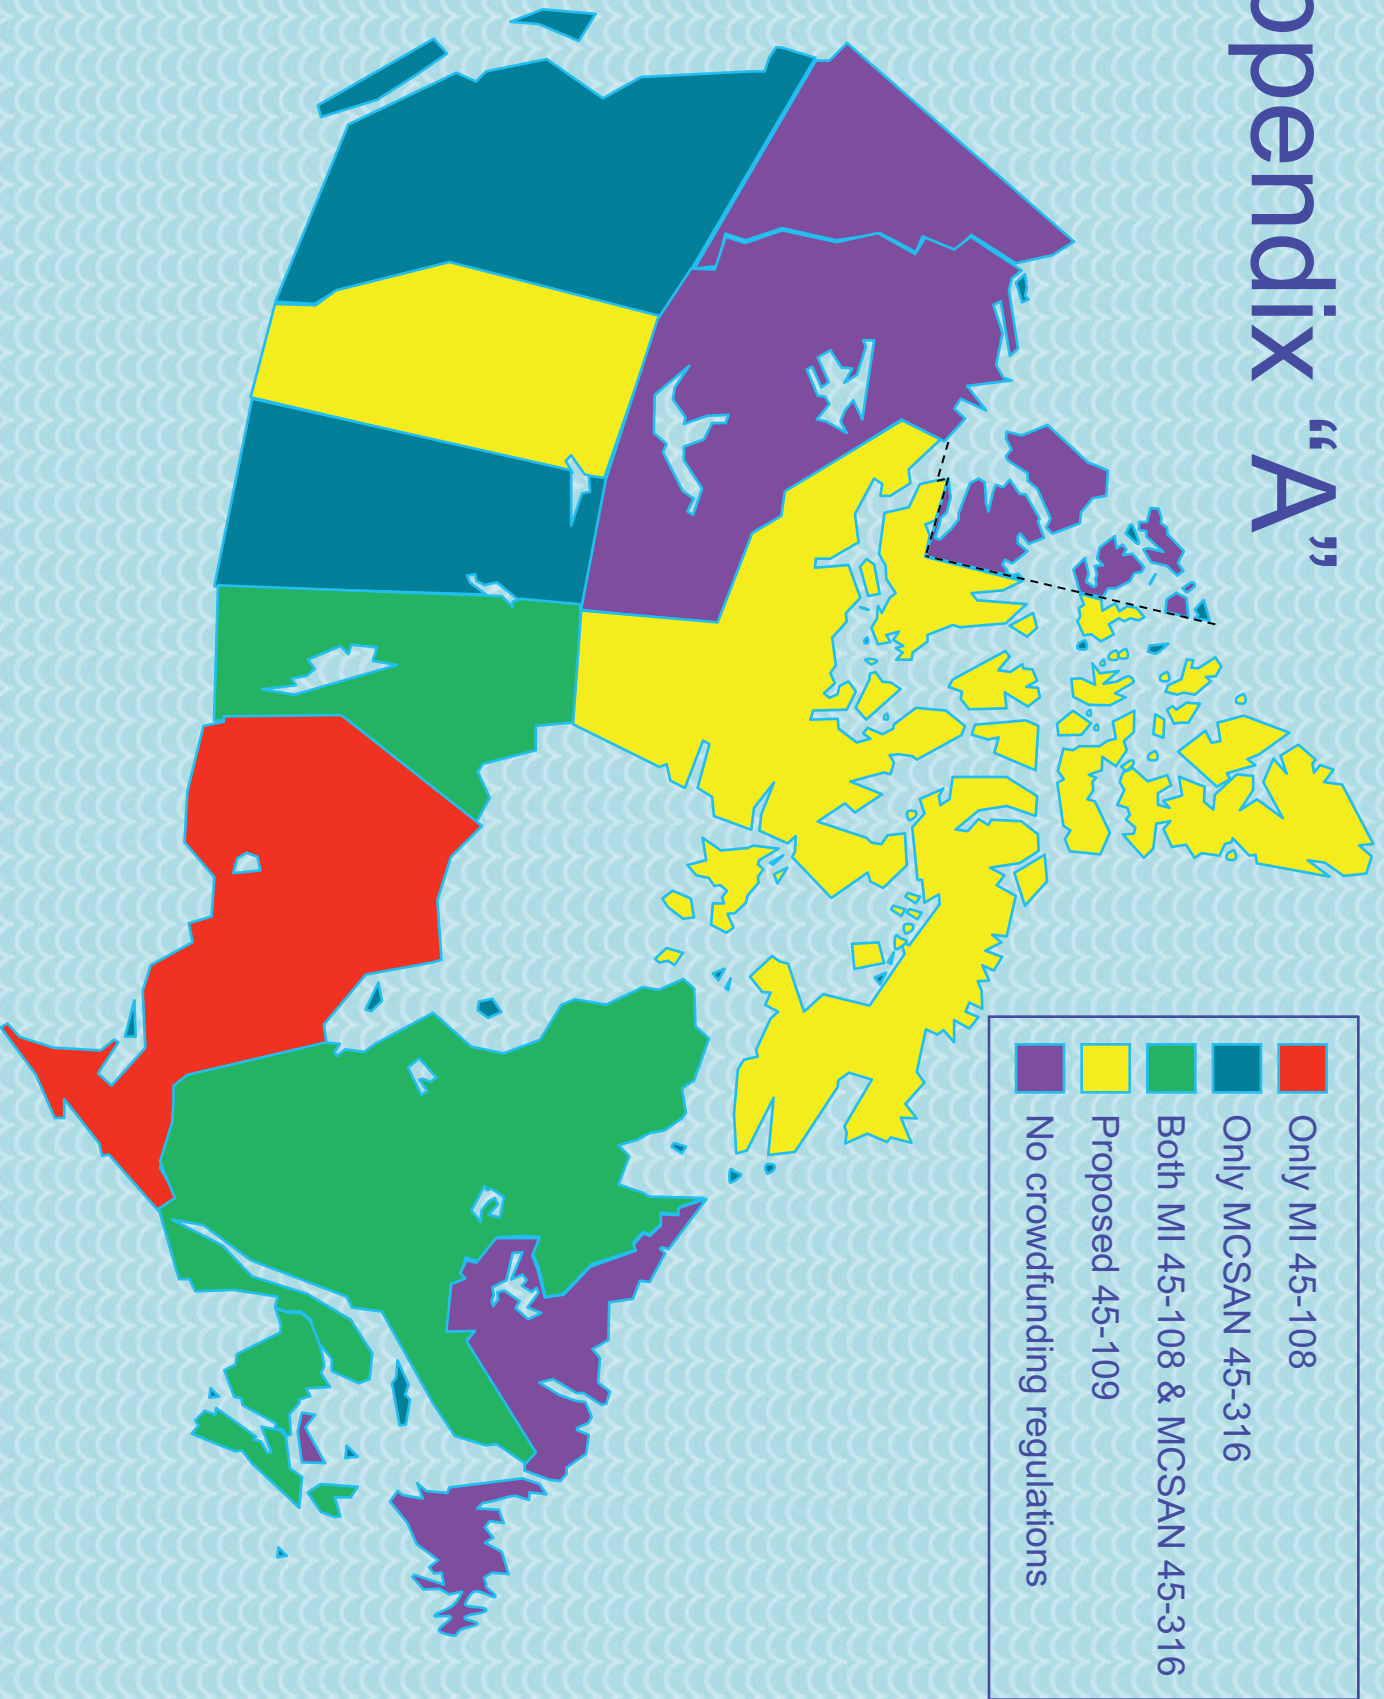 ppendix “A”
Only MI 45-108
Only MCSAN 45-316
Both MI 45-108 & MCSAN 45-316
Proposed 45-109
No crowdfunding regulations